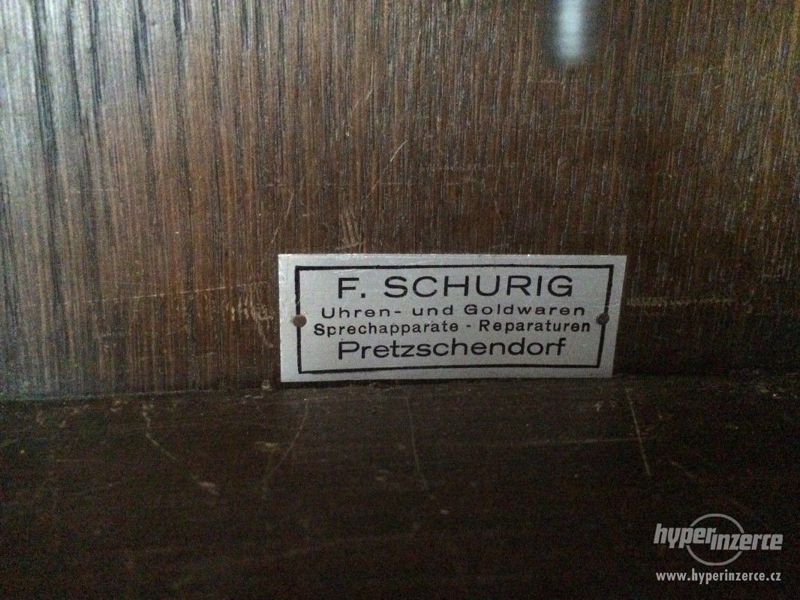 F. SCHURIG
Uhren- und Goldwaren
Sprechapparate - Reparaturen
Pretzschendorf
hyperinzerce
www.hyperinzerce.cz